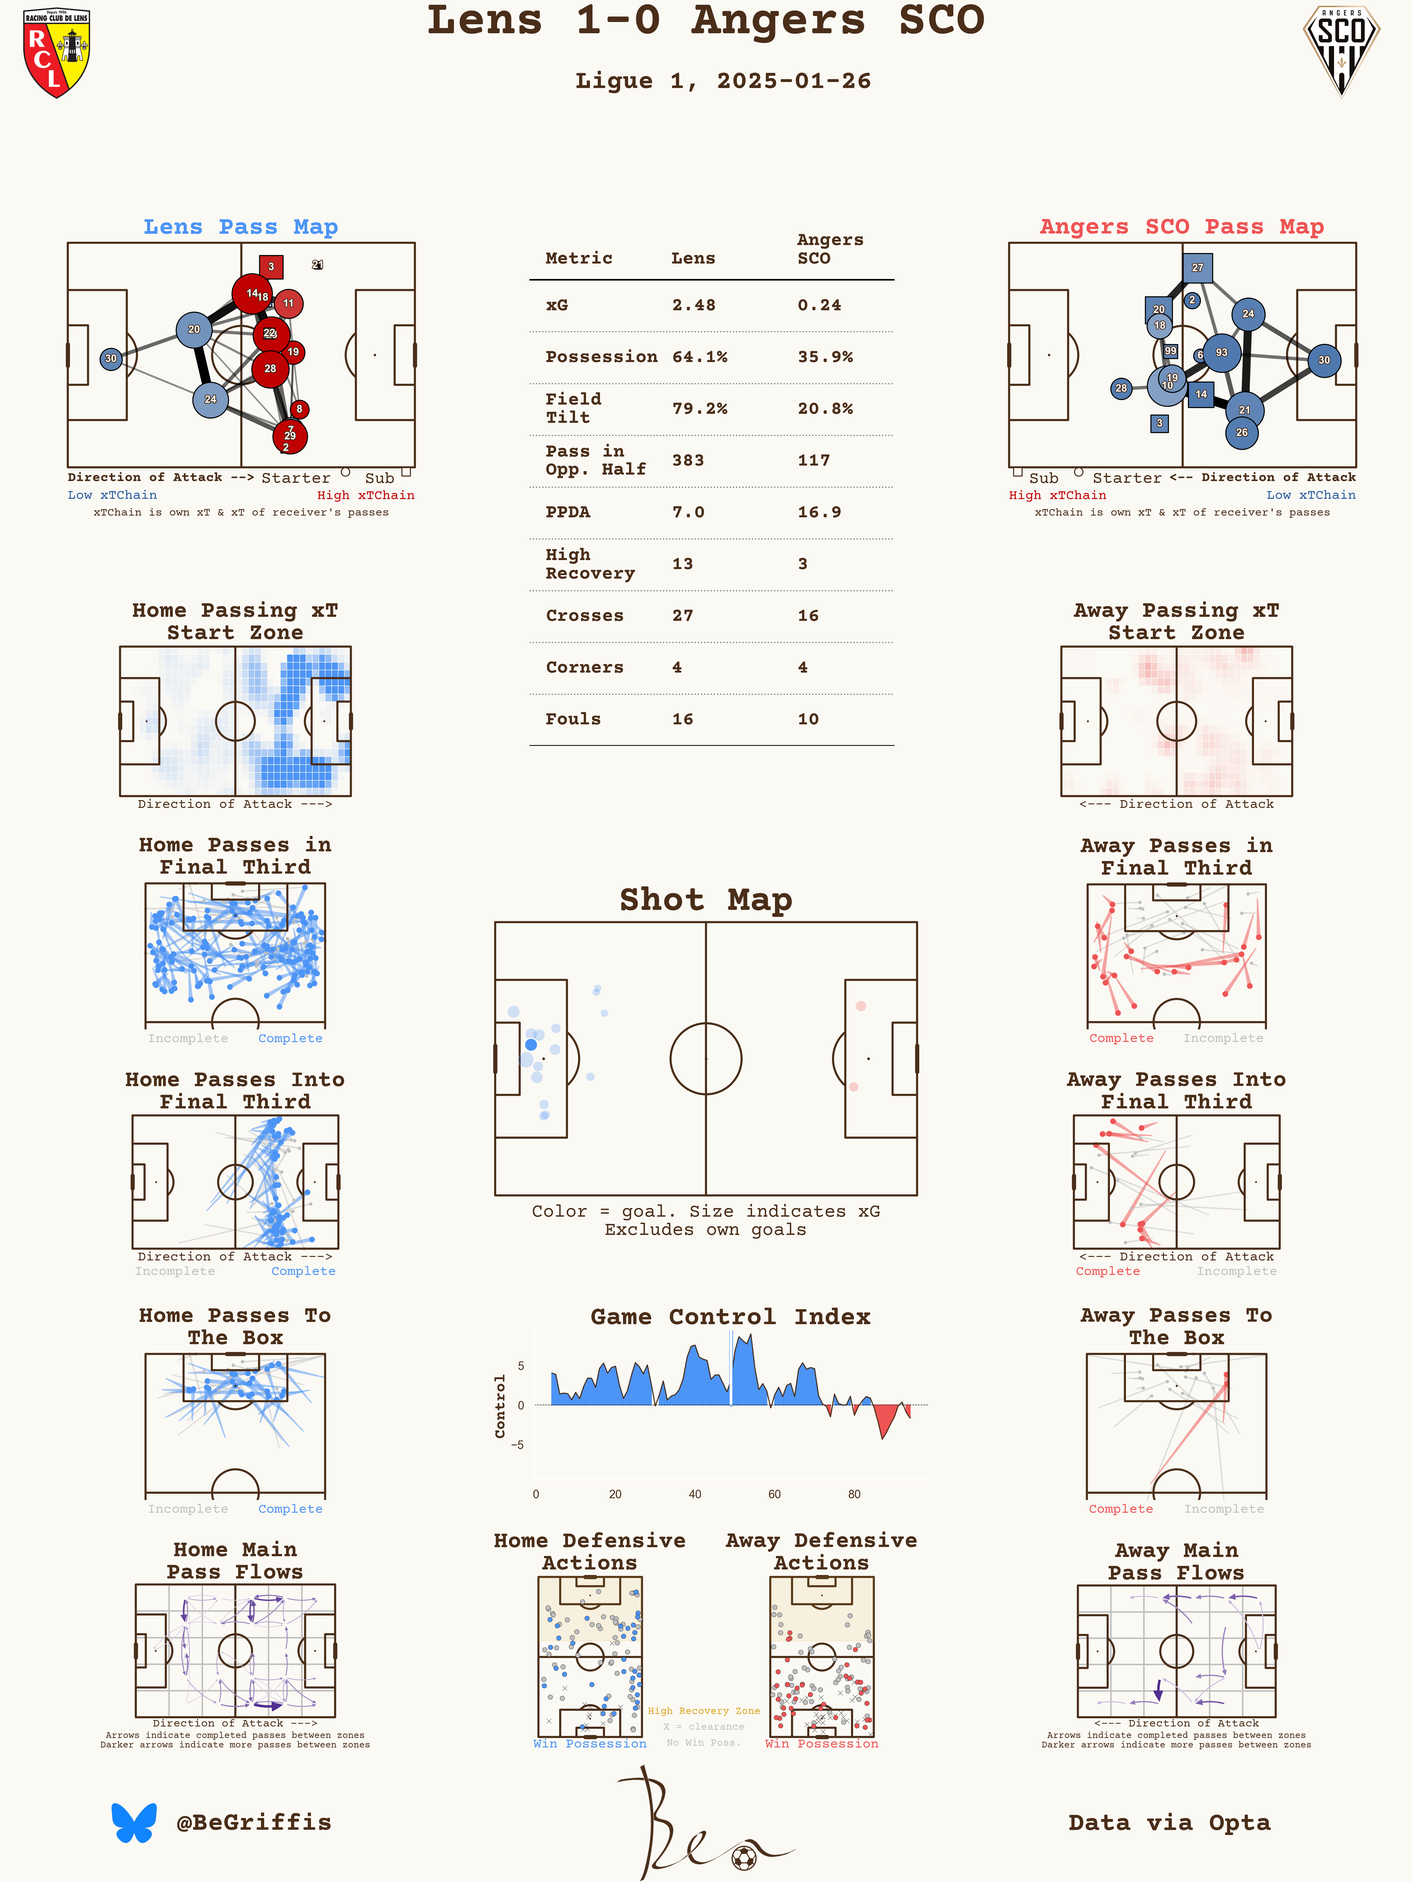 Lens 1-0 Angers SCO
Ligue 1, 2025-01-26
Depuis 1906
RACING CLUB DE LENS
R
C
L
ANGERS
SCO
Lens Pass Map
3
21
14
18
11
20
22
19
30
28
24
8
7
29
2
Direction of Attack --> Starter Sub
Low xTChain High xTChain
xTChain is own xT & xT of receiver's passes
Metric Lens Angers SCO
xG 2.48 0.24
Possession 64.1% 35.9%
Field Tilt 79.2% 20.8%
Pass in Opp. Half 383 117
PPDA 7.0 16.9
High Recovery 13 3
Crosses 27 16
Corners 4 4
Fouls 16 10
Angers SCO Pass Map
27
2
20
24
18
99
6
93
30
19
28
10
14
21
3
26
Sub Starter <-- Direction of Attack
High xTChain Low xTChain
xTChain is own xT & xT of receiver's passes
Home Passing xT
Start Zone
Direction of Attack --->
Away Passing xT
Start Zone
<--- Direction of Attack
Home Passes in
Final Third
Incomplete Complete
Away Passes in
Final Third
Complete Incomplete
Shot Map
Color = goal. Size indicates xG
Excludes own goals
Home Passes Into
Final Third
Direction of Attack --->
Incomplete Complete
Away Passes Into
Final Third
<--- Direction of Attack
Complete Incomplete
Home Passes To
The Box
Incomplete Complete
Game Control Index
Control
5
0
−5
0 20 40 60 80
Away Passes To
The Box
Complete Incomplete
Home Main
Pass Flows
Direction of Attack --->
Arrows indicate completed passes between zones
Darker arrows indicate more passes between zones
Home Defensive
Actions
Win Possession
High Recovery Zone
X = clearance
No Win Poss.
Away Defensive
Actions
Win Possession
Away Main
Pass Flows
<--- Direction of Attack
Arrows indicate completed passes between zones
Darker arrows indicate more passes between zones
@BeGriffis
Ben
Data via Opta